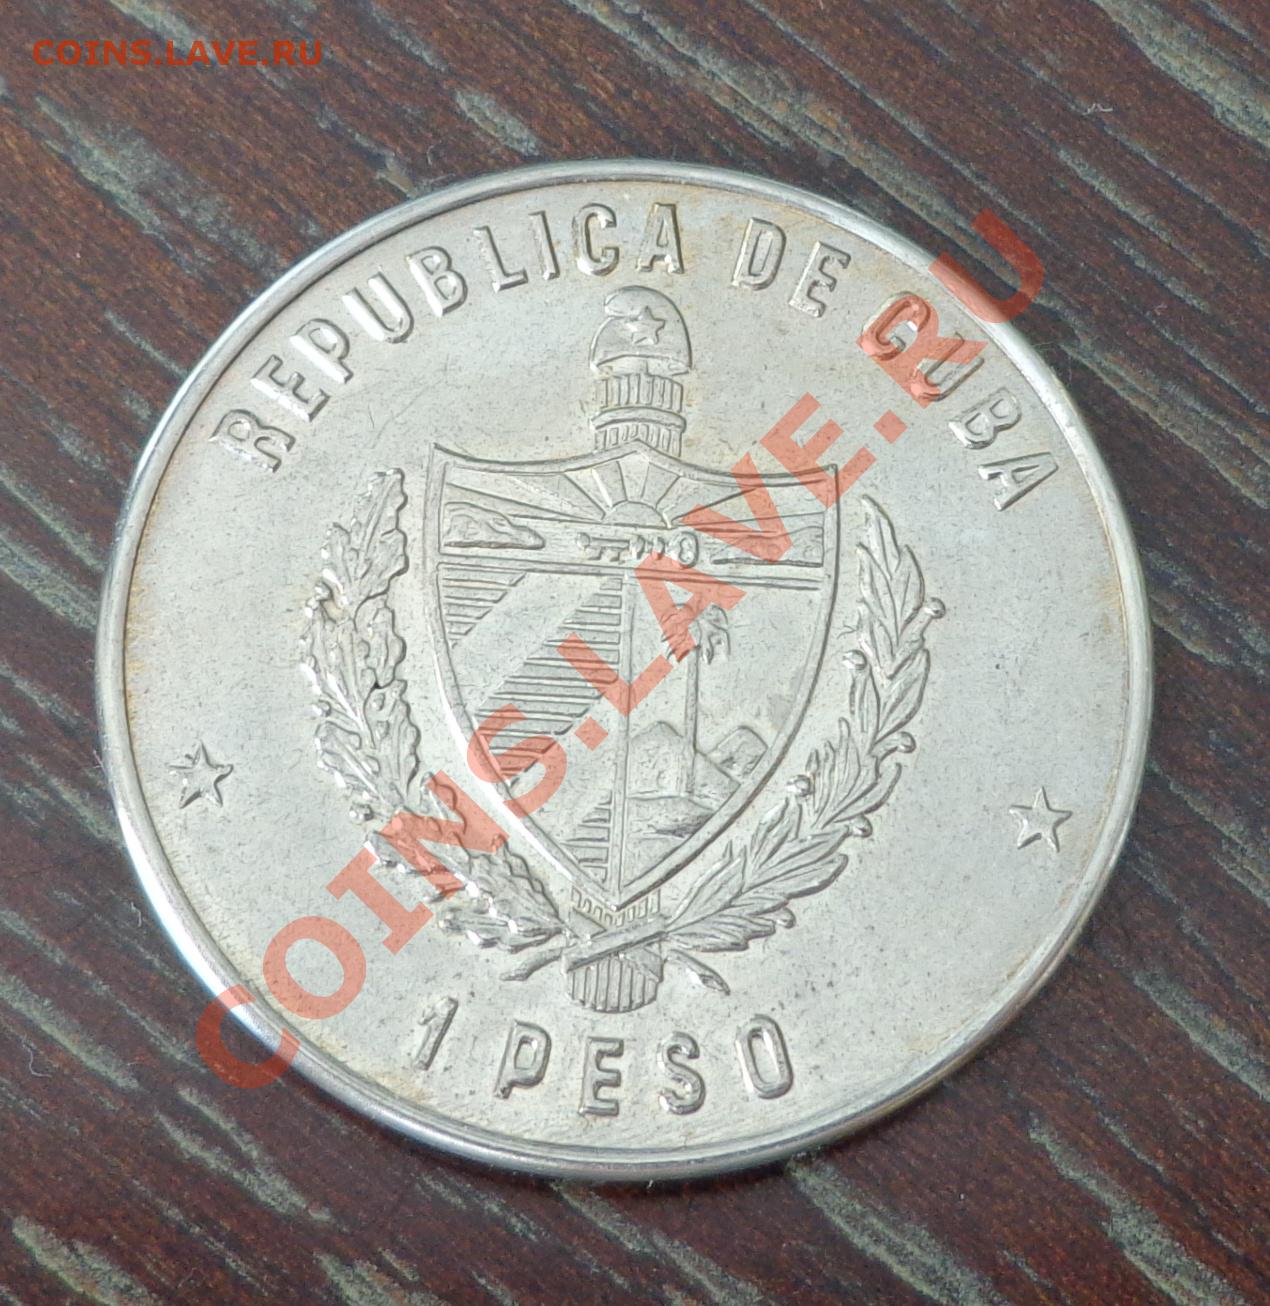 COINS.LAVE.RU
REPUBLICA DE CUBA
COINS.LAVE.RU
1 PESO